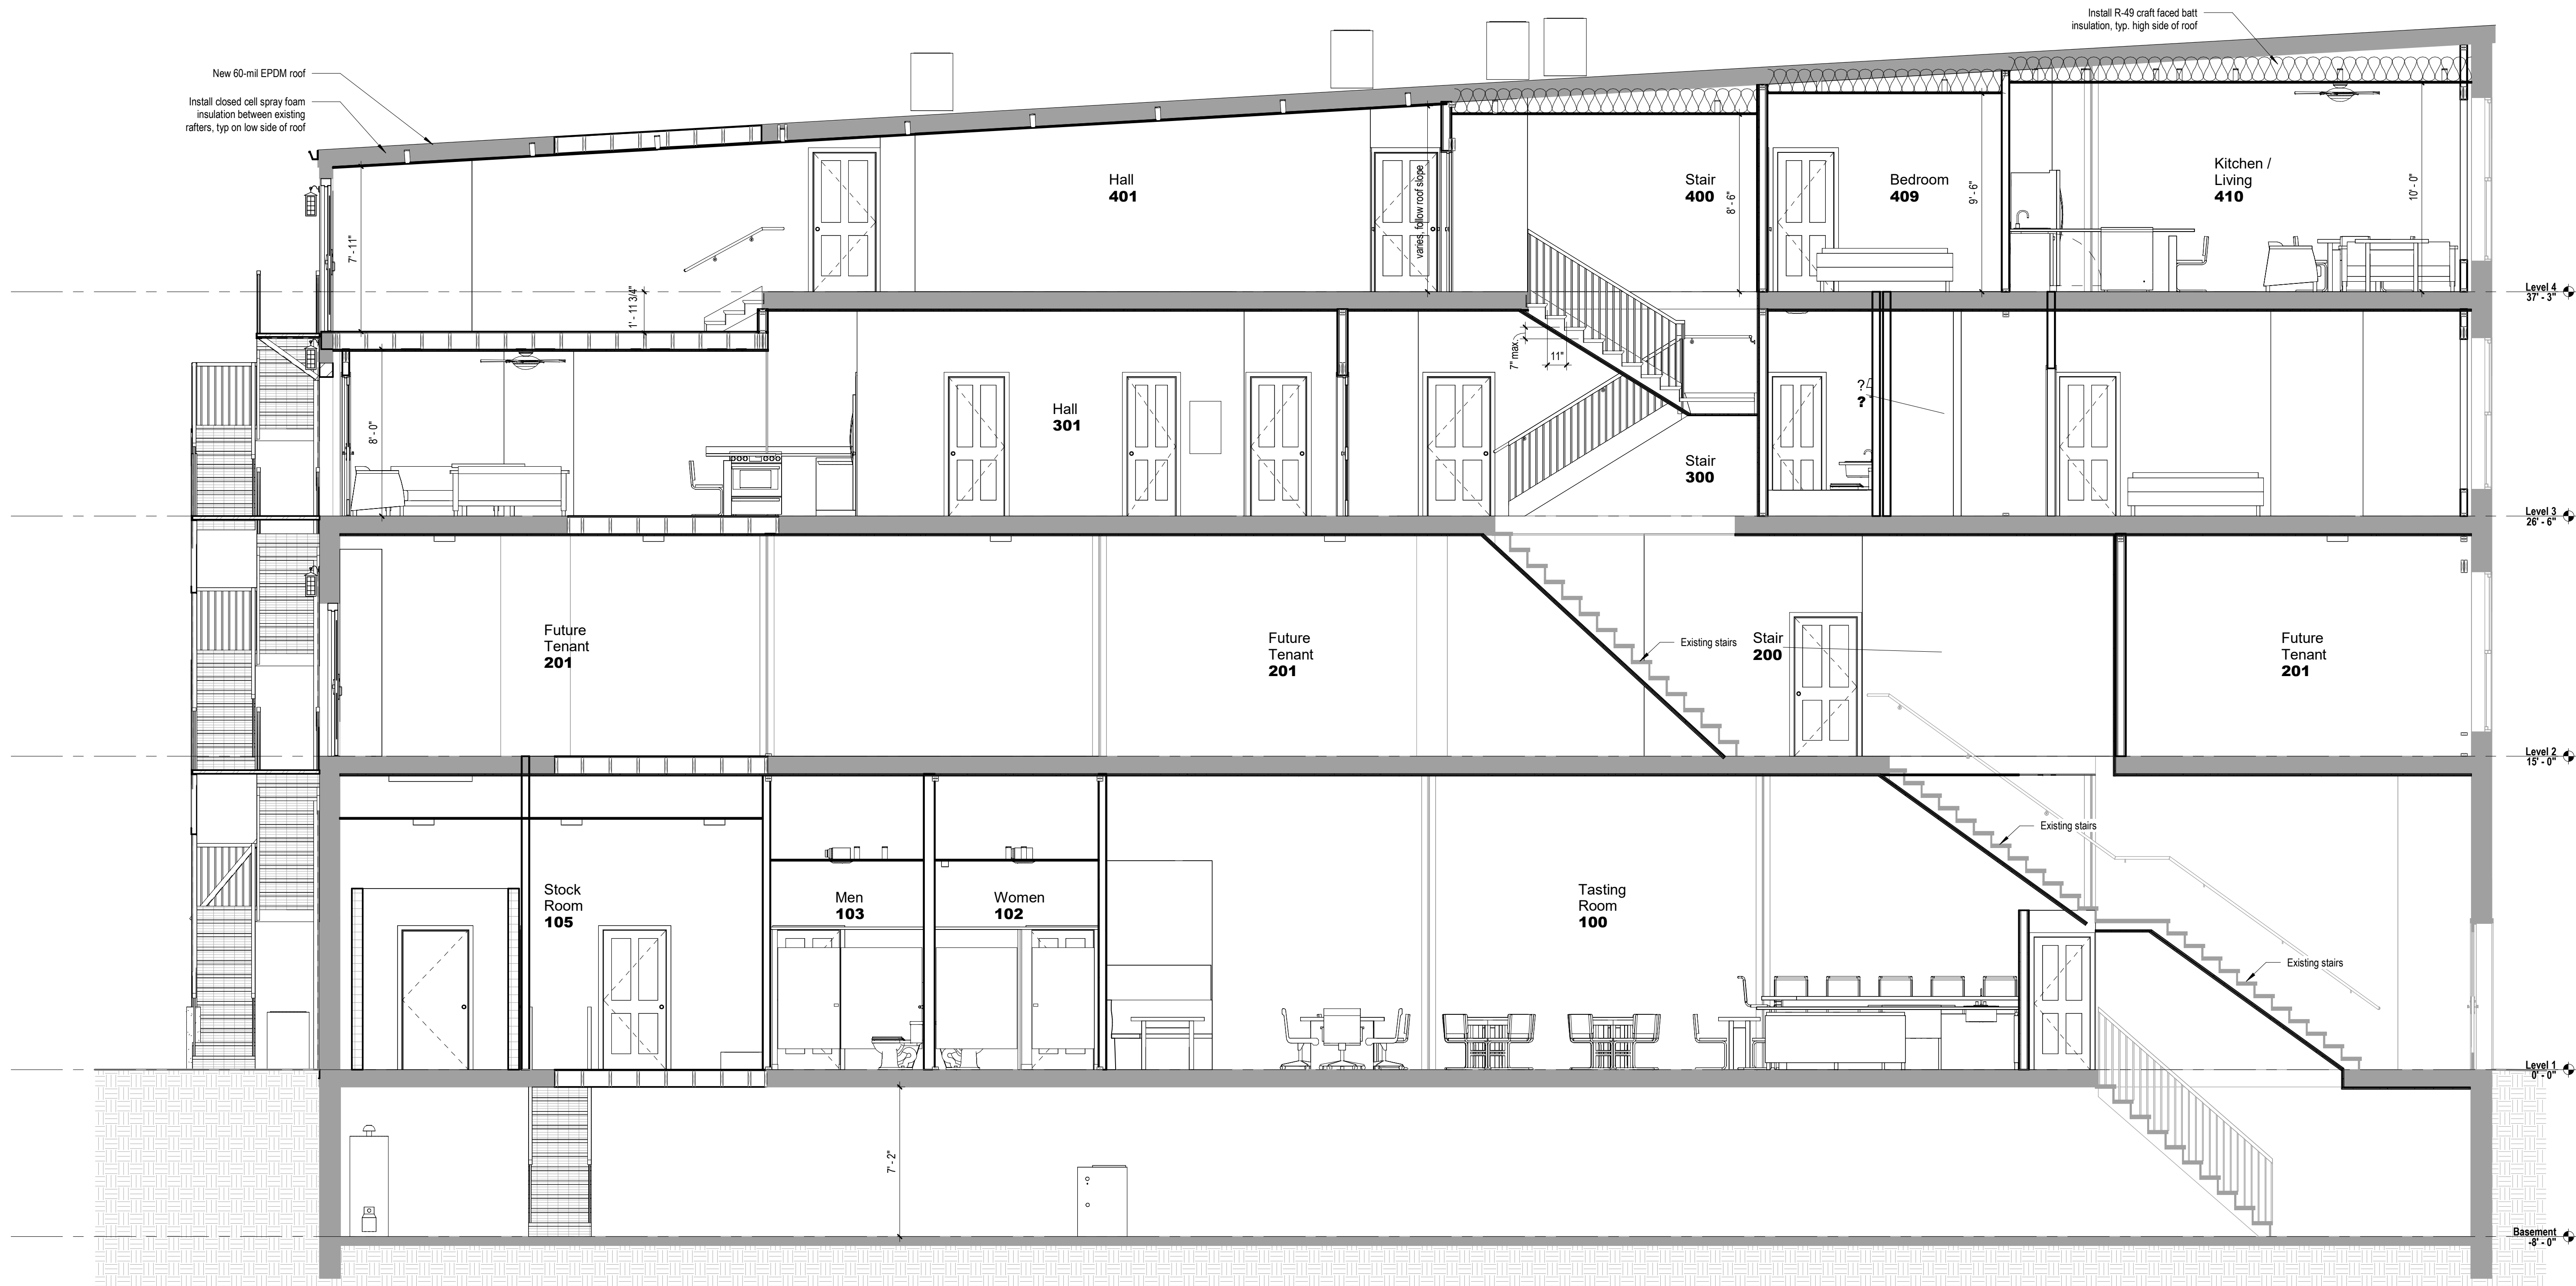 Install R-49 craft faced batt
insulation, typ. high side of roof
New 60-mil EPDM roof
Install closed cell spray foam
insulation between existing
rafters, typ on low side of roof
7' - 11"
1' - 11 3/4"
Hall
401
varies, follow roof slope
Stair
400
8' - 6"
Bedroom
409
9' - 6"
Kitchen /
Living
410
10' - 0"
Level 4
37' - 3"
8' - 0"
Hall
301
7" max.
11"
Stair
300
?
?
Level 3
26' - 6"
Future
Tenant
201
Future
Tenant
201
Existing stairs
Stair
200
Future
Tenant
201
Level 2
15' - 0"
Existing stairs
Stock
Room
105
Men
103
Women
102
Tasting
Room
100
Existing stairs
Level 1
0' - 0"
7' - 2"
Basement
-8' - 0"